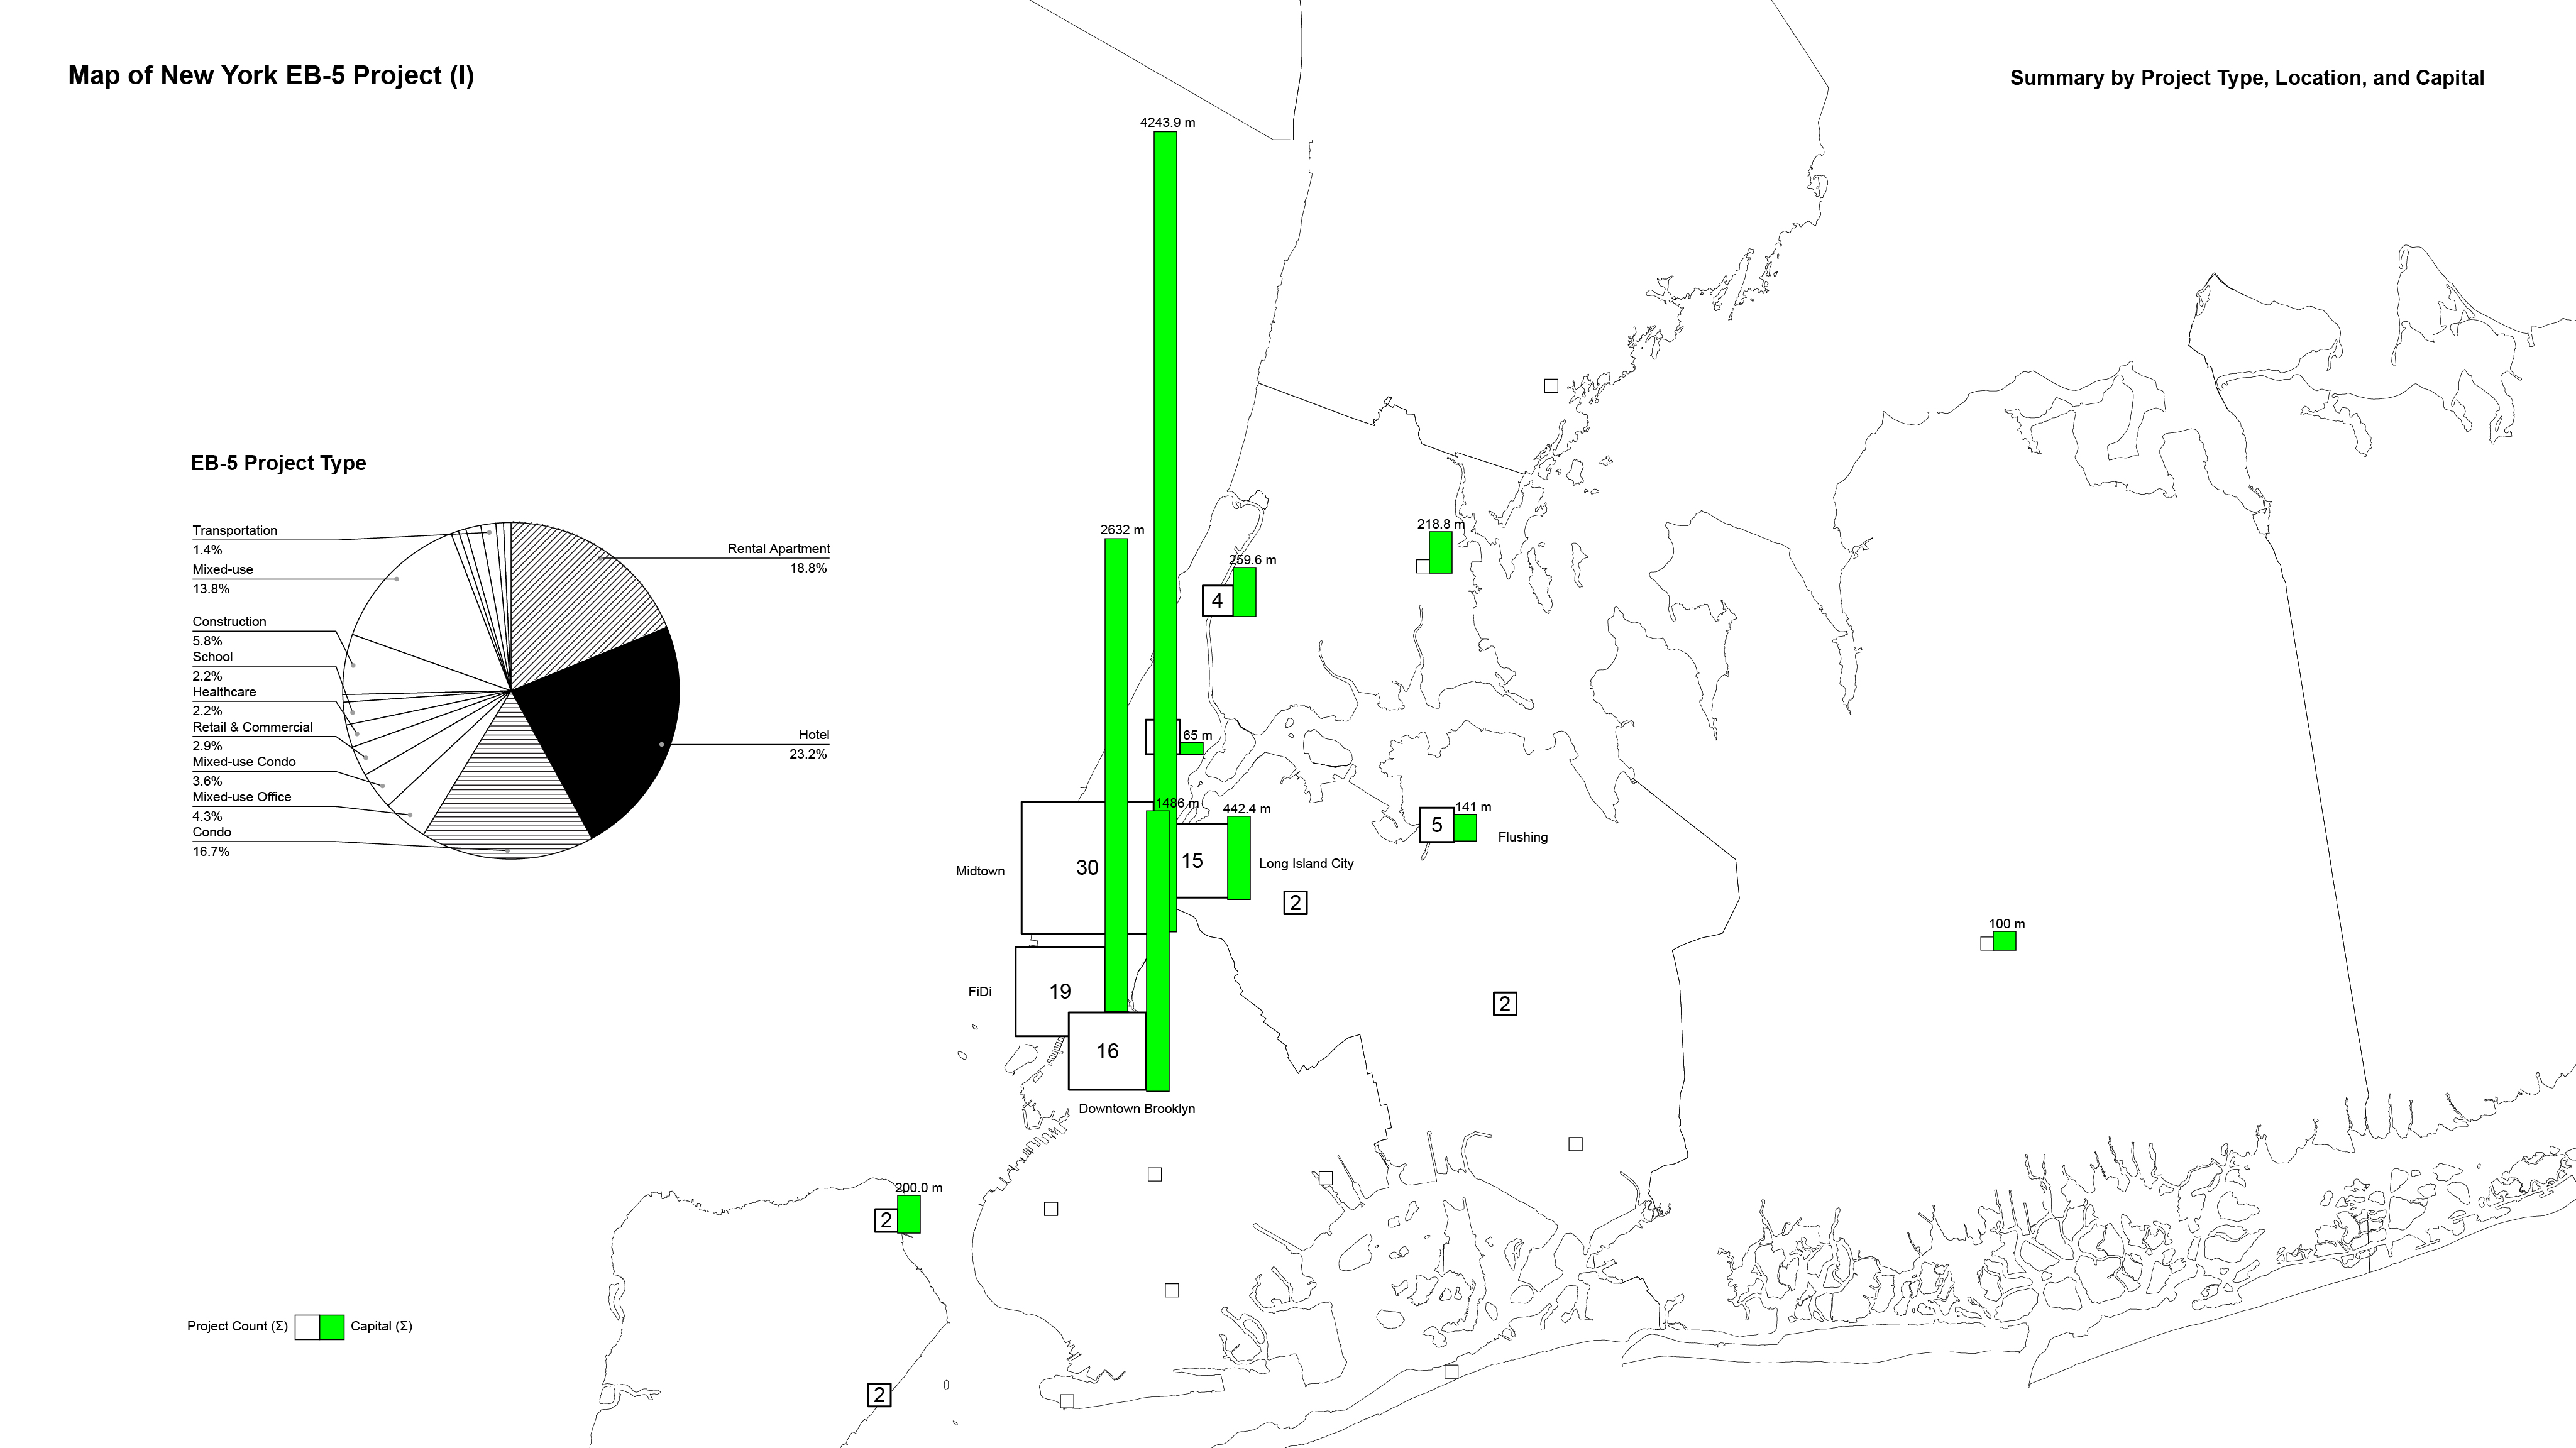 Map of New York EB-5 Project (I)
Summary by Project Type, Location, and Capital
EB-5 Project Type
Transportation
1.4%
Mixed-use
13.8%
Construction
5.8%
School
2.2%
Healthcare
2.2%
Retail & Commercial
2.9%
Mixed-use Condo
3.6%
Mixed-use Office
4.3%
Condo
16.7%
Rental Apartment
18.8%
Hotel
23.2%
4243.9 m
2632 m
218.8 m
259.6 m
4
65 m
1486 m
442.4 m
141 m
5
Flushing
30
15
Midtown
Long Island City
2
100 m
FiDi
19
2
16
Downtown Brooklyn
200.0 m
2
2
Project Count (Σ)
Capital (Σ)